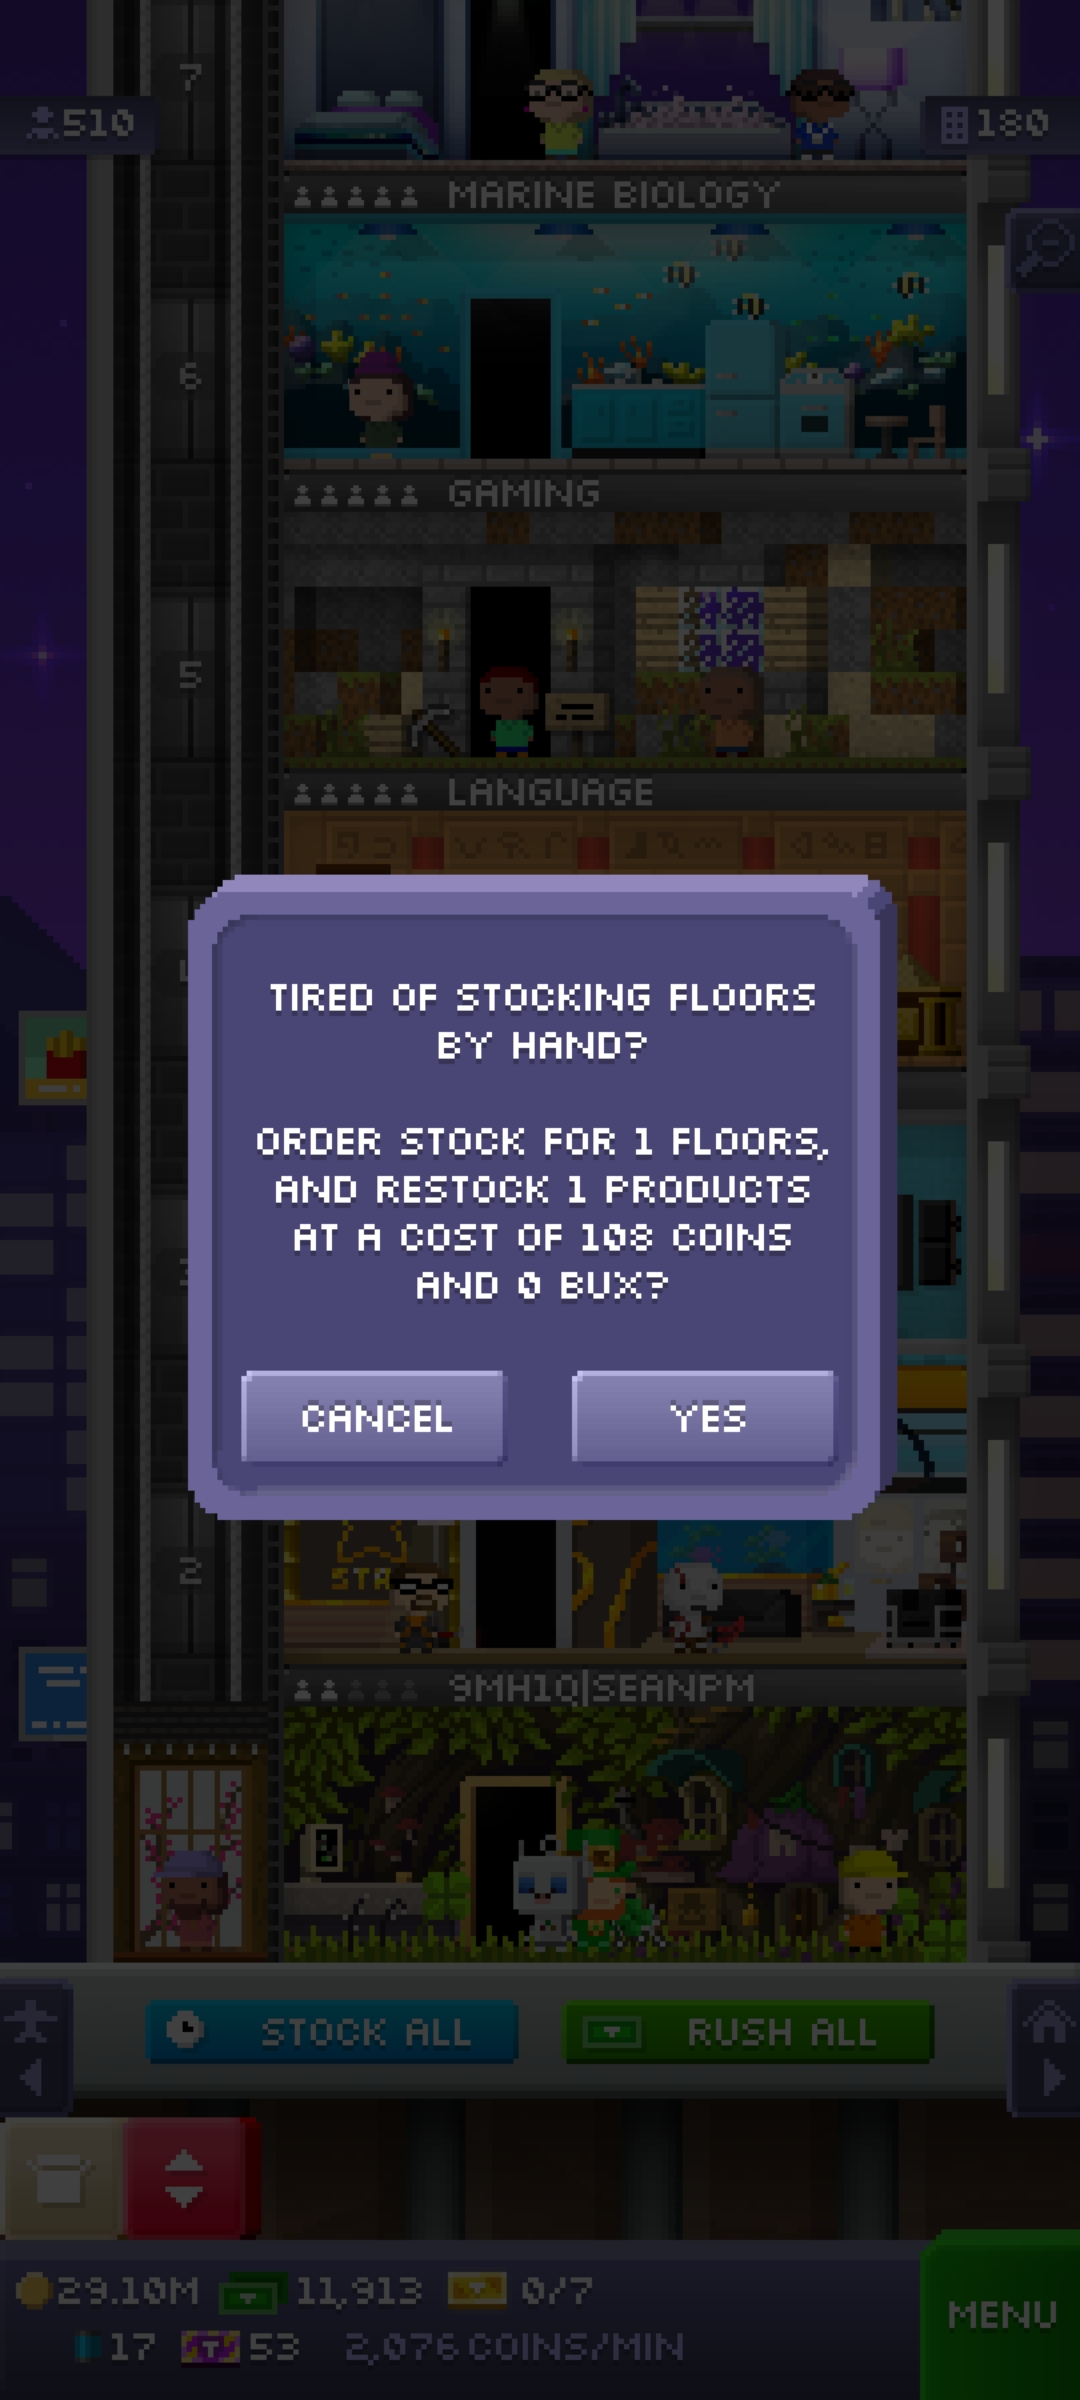 7
510
180
MARINE BIOLOGY
6
GAMING
5
LANGUAGE
TIRED OF STOCKING FLOORS
BY HAND?
ORDER STOCK FOR 1 FLOORS,
AND RESTOCK 1 PRODUCTS
AT A COST OF 108 COINS
AND 0 BUX?
CANCEL
YES
2
STA
9MH1Q|SEANPM
STOCK ALL
RUSH ALL
29.10M
11,913
0/7
MENU
17
53
2,076 COINS/MIN